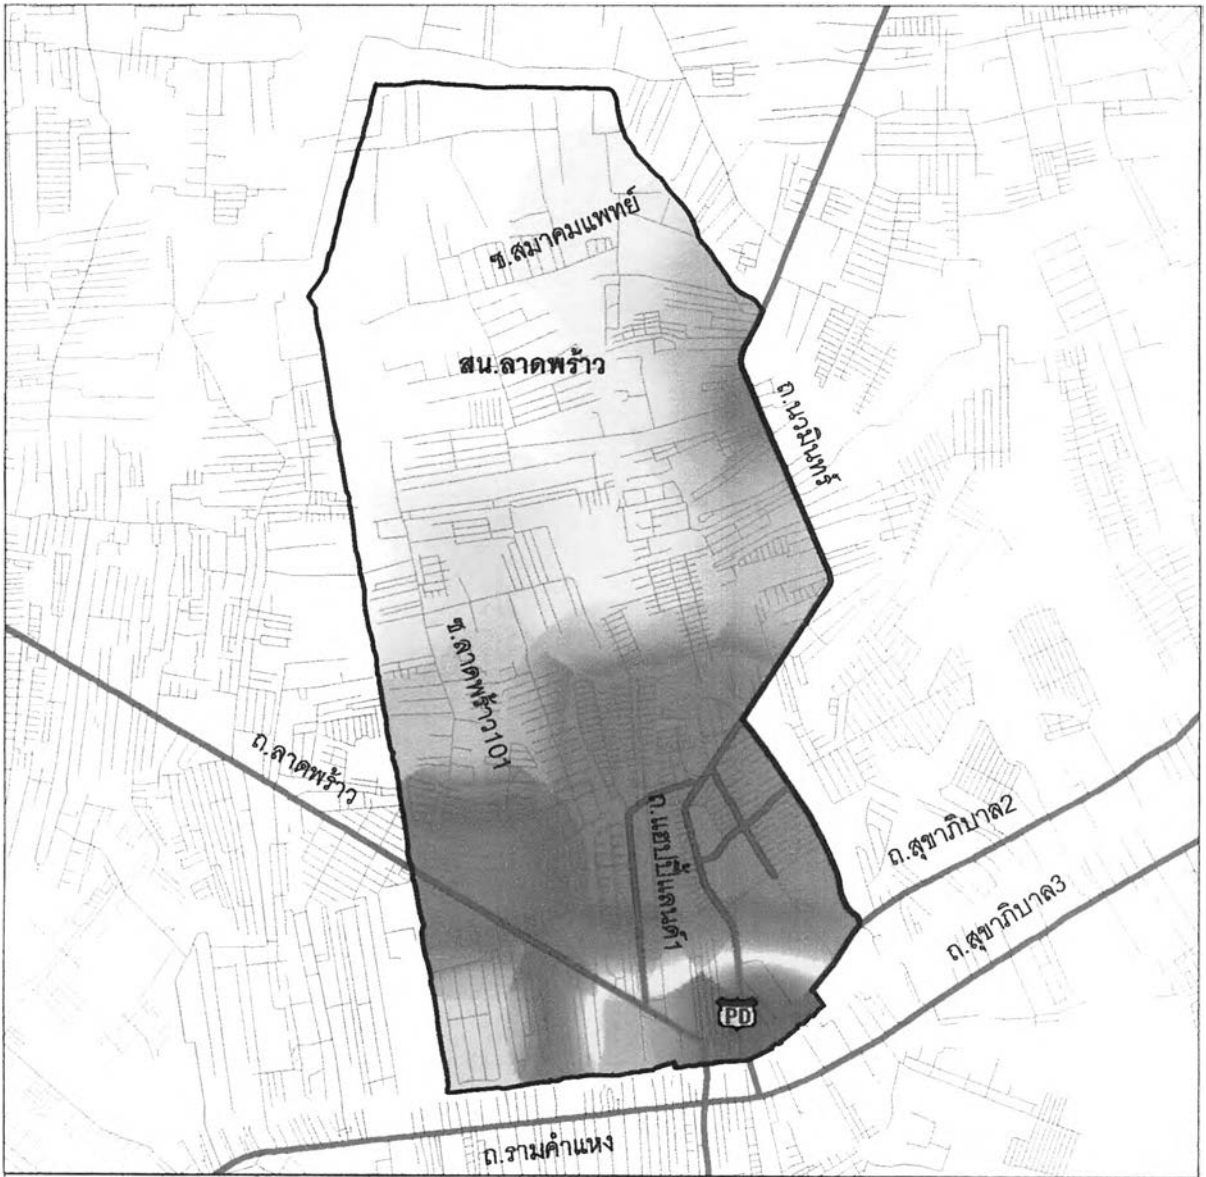 ซ.สมาคมแพทย์
สน.ลาดพร้าว
ถ.นวมินทร์
ซ.ลาดพร้าว101
ถ.ลาดพร้าว
ถ.แฮปปี้แลนด์1
ถ.สุขาภิบาล2
ถ.สุขาภิบาล3
PD
ถ.รามคำแหง